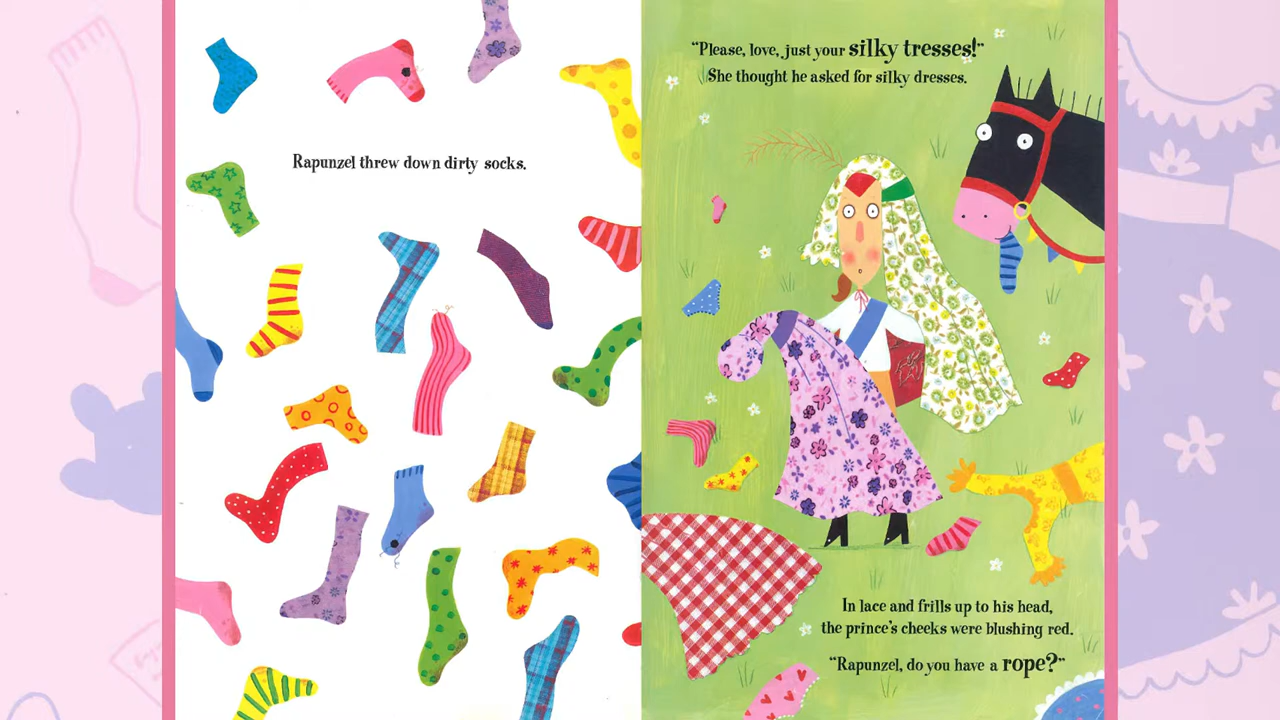 Rapunzel threw down dirty socks.
“Please, love, just your silky tresses!”
She thought he asked for silky dresses.
In lace and frills up to his head,
the prince’s cheeks were blushing red.
“Rapunzel, do you have a rope?”